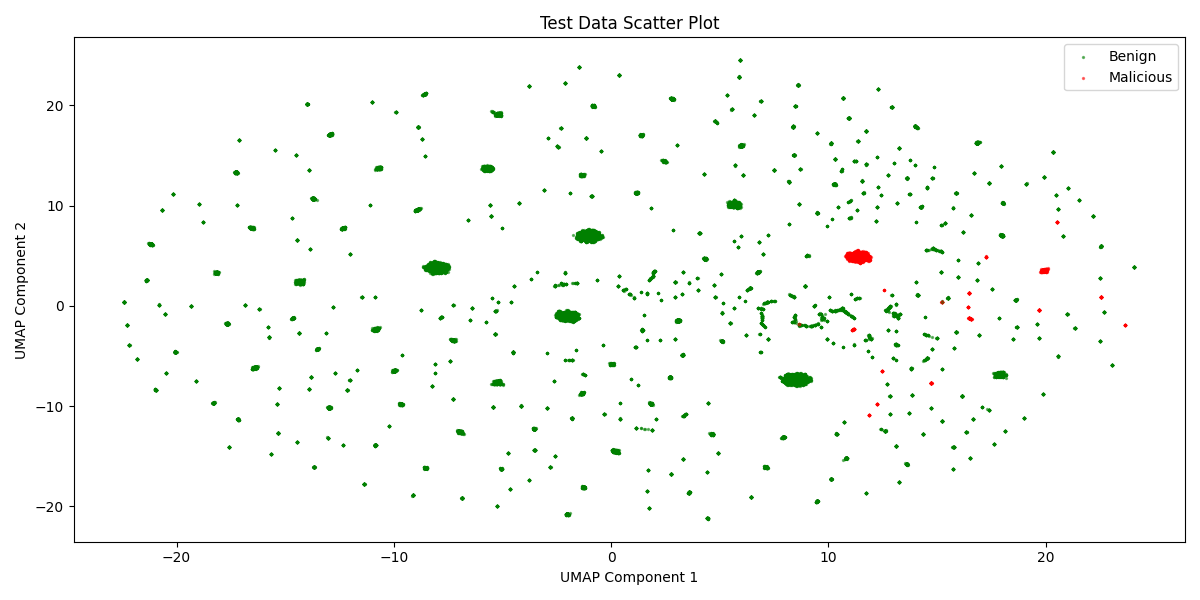 Test Data Scatter Plot
Benign
Malicious
UMAP Component 2
20
10
0
−10
−20
−20
−10
0
10
20
UMAP Component 1